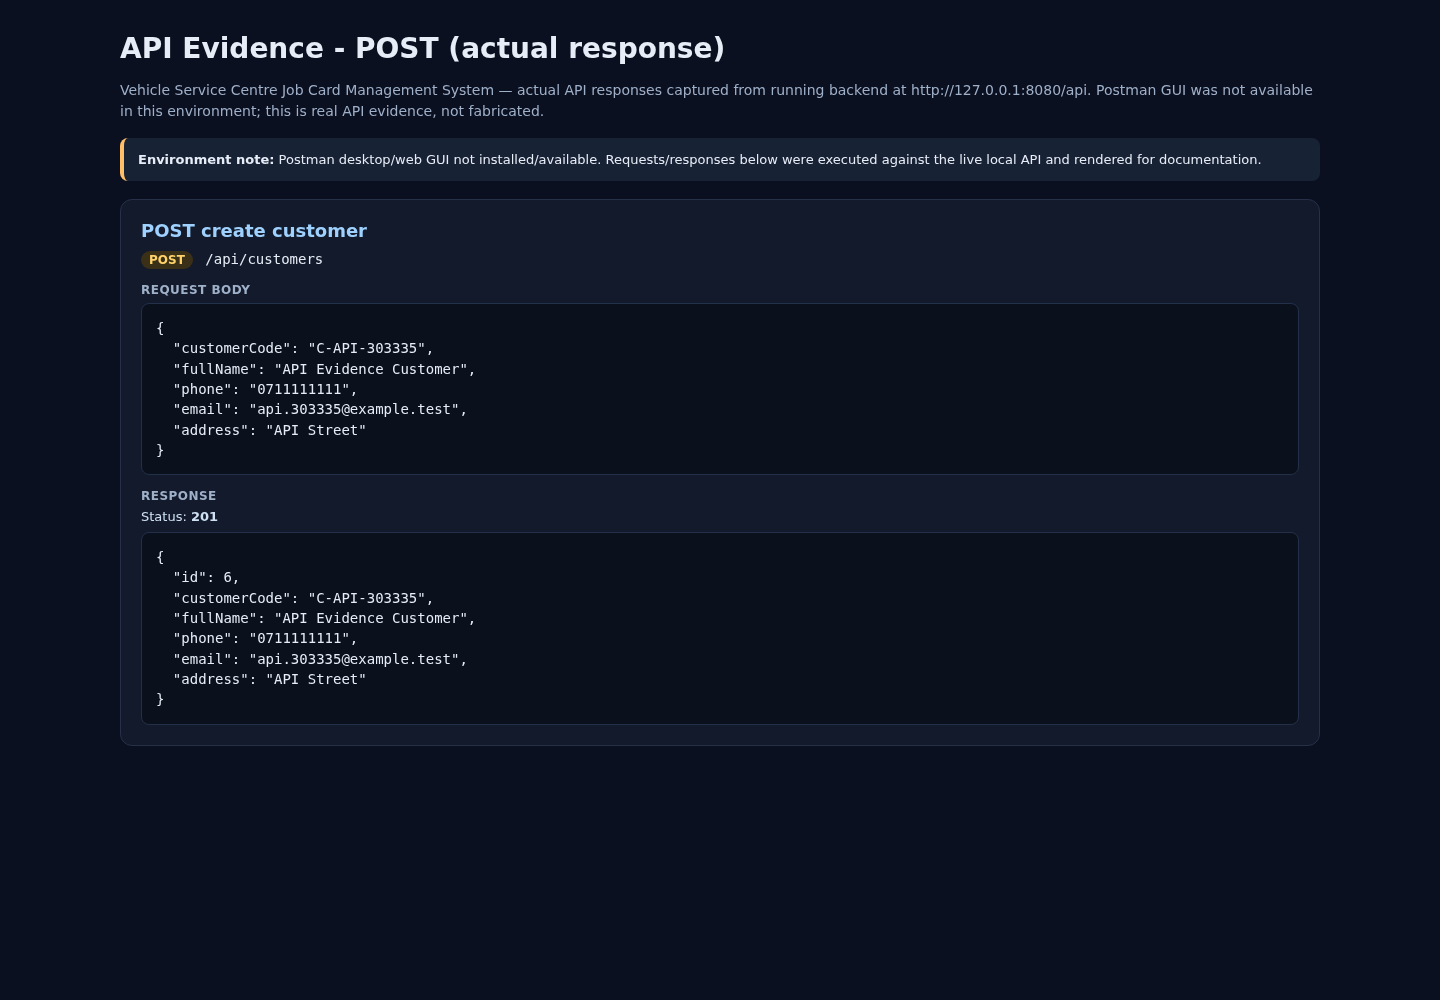 API Evidence - POST (actual response)
Vehicle Service Centre Job Card Management System — actual API responses captured from running backend at http://127.0.0.1:8080/api. Postman GUI was not available
in this environment; this is real API evidence, not fabricated.
Environment note: Postman desktop/web GUI not installed/available. Requests/responses below were executed against the live local API and rendered for documentation.
POST create customer
POST /api/customers
REQUEST BODY
{
  "customerCode": "C-API-303335",
  "fullName": "API Evidence Customer",
  "phone": "0711111111",
  "email": "api.303335@example.test",
  "address": "API Street"
}
RESPONSE
Status: 201
{
  "id": 6,
  "customerCode": "C-API-303335",
  "fullName": "API Evidence Customer",
  "phone": "0711111111",
  "email": "api.303335@example.test",
  "address": "API Street"
}